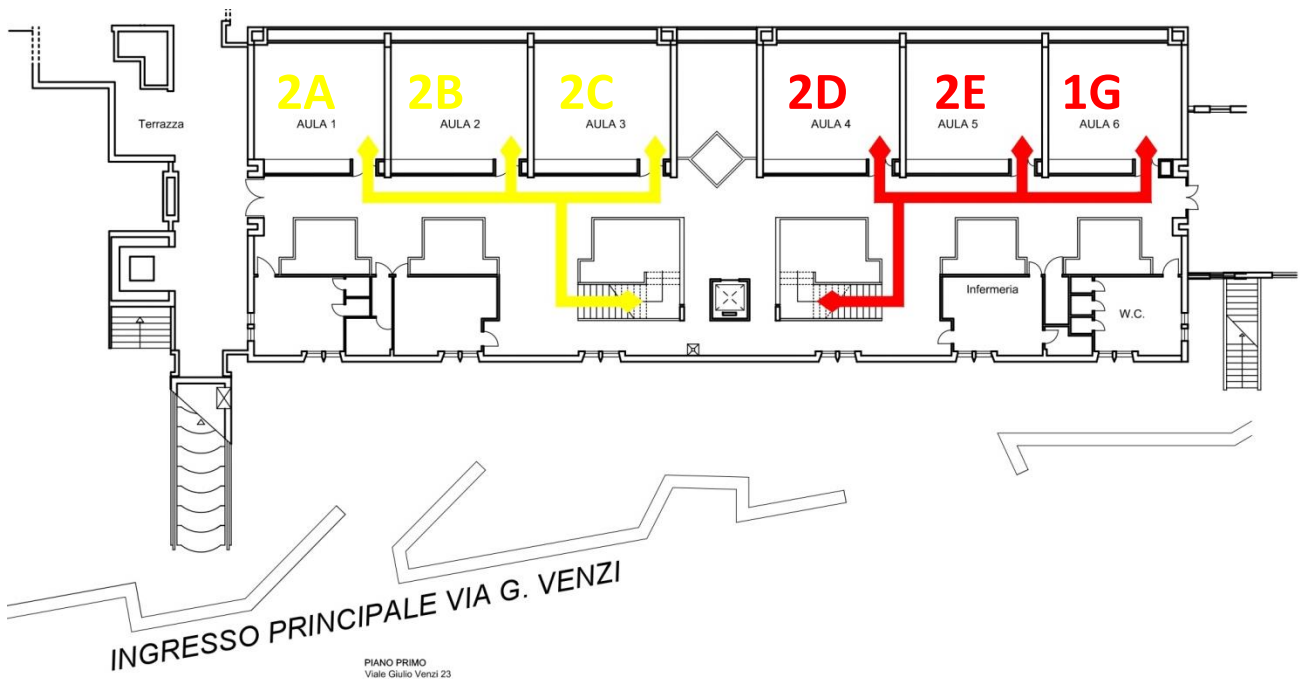 2A 2B 2C 2D 2E 1G
Terrazza AULA 1 AULA 2 AULA 3 AULA 4 AULA 5 AULA 6
Infermeria
W.C.
INGRESSO PRINCIPALE VIA G. VENZI
PIANO PRIMO
Viale Giulio Venzi 23